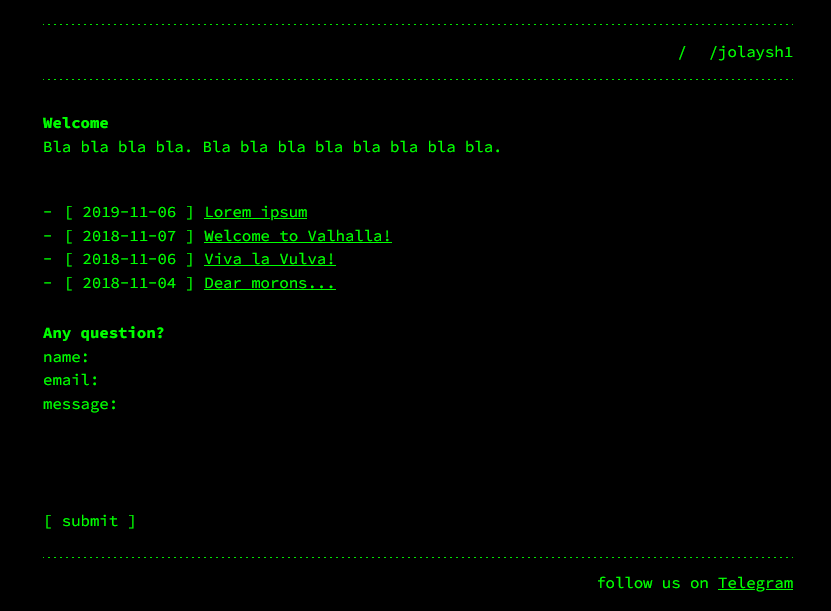 / /jolaysh1
Welcome
Bla bla bla bla. Bla bla bla bla bla bla bla bla.
- [ 2019-11-06 ] Lorem ipsum
- [ 2018-11-07 ] Welcome to Valhalla!
- [ 2018-11-06 ] Viva la Vulva!
- [ 2018-11-04 ] Dear morons...
Any question?
name:
email:
message:
[ submit ]
follow us on Telegram